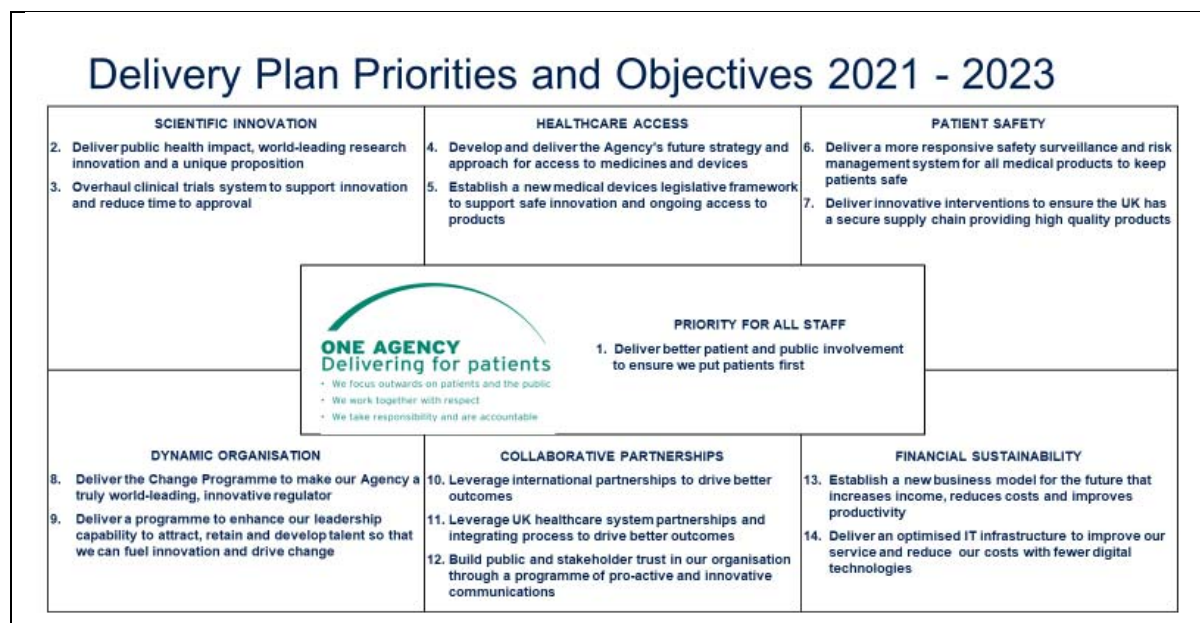 Delivery Plan Priorities and Objectives 2021 - 2023
SCIENTIFIC INNOVATION
2. Deliver public health impact, world-leading research
innovation and a unique proposition
3. Overhaul clinical trials system to support innovation
and reduce time to approval
HEALTHCARE ACCESS
4. Develop and deliver the Agency's future strategy and
approach for access to medicines and devices
5. Establish a new medical devices legislative framework
to support safe innovation and ongoing access to
products
PATIENT SAFETY
6. Deliver a more responsive safety surveillance and risk
management system for all medical products to keep
patients safe
7. Deliver innovative interventions to ensure the UK has
a secure supply chain providing high quality products
ONE AGENCY
Delivering for patients
• We focus outwards on patients and the public
• We work together with respect
• We take responsibility and are accountable
PRIORITY FOR ALL STAFF
1. Deliver better patient and public involvement
to ensure we put patients first
DYNAMIC ORGANISATION
8. Deliver the Change Programme to make our Agency a
truly world-leading, innovative regulator
9. Deliver a programme to enhance our leadership
capability to attract, retain and develop talent so that
we can fuel innovation and drive change
COLLABORATIVE PARTNERSHIPS
10. Leverage international partnerships to drive better
outcomes
11. Leverage UK healthcare system partnerships and
integrating process to drive better outcomes
12. Build public and stakeholder trust in our organisation
through a programme of pro-active and innovative
communications
FINANCIAL SUSTAINABILITY
13. Establish a new business model for the future that
increases income, reduces costs and improves
productivity
14. Deliver an optimised IT infrastructure to improve our
service and reduce our costs with fewer digital
technologies